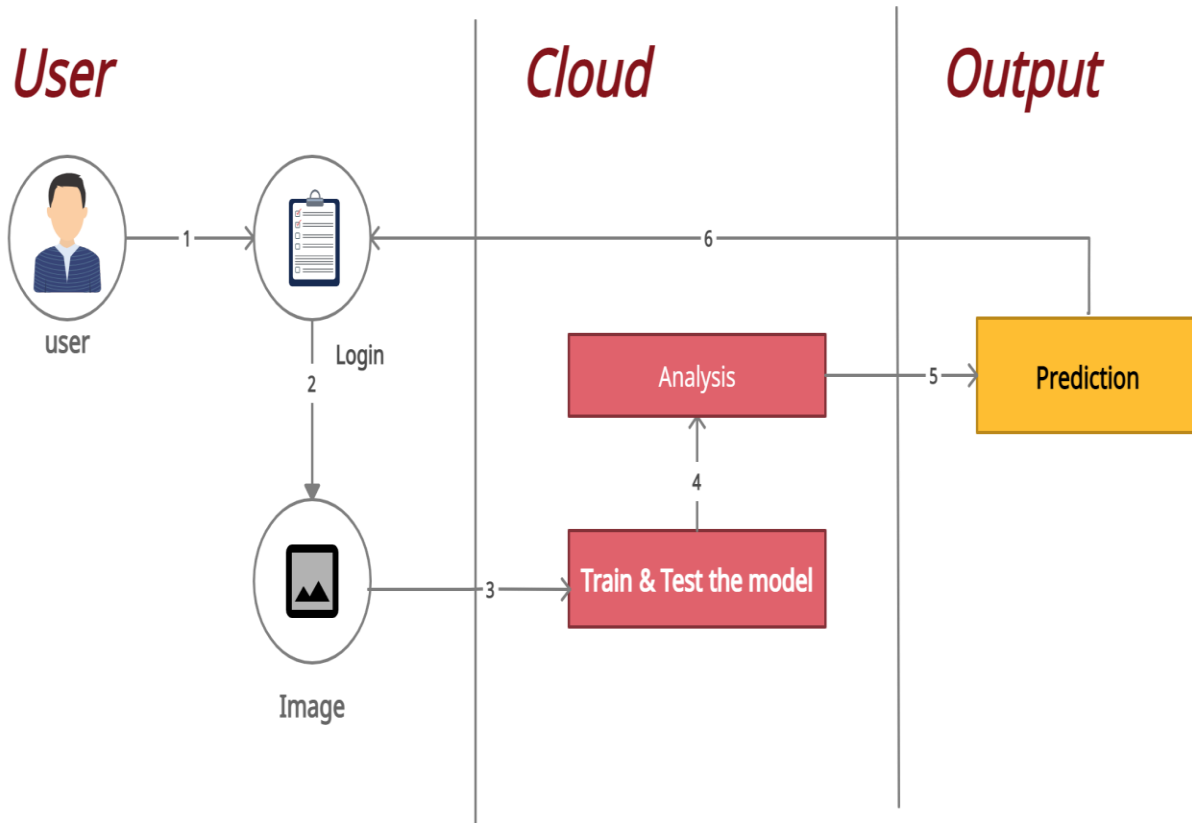 User
Cloud
Output
1
6
user
Login
2
Analysis
5
Prediction
4
3
Train & Test the model
Image